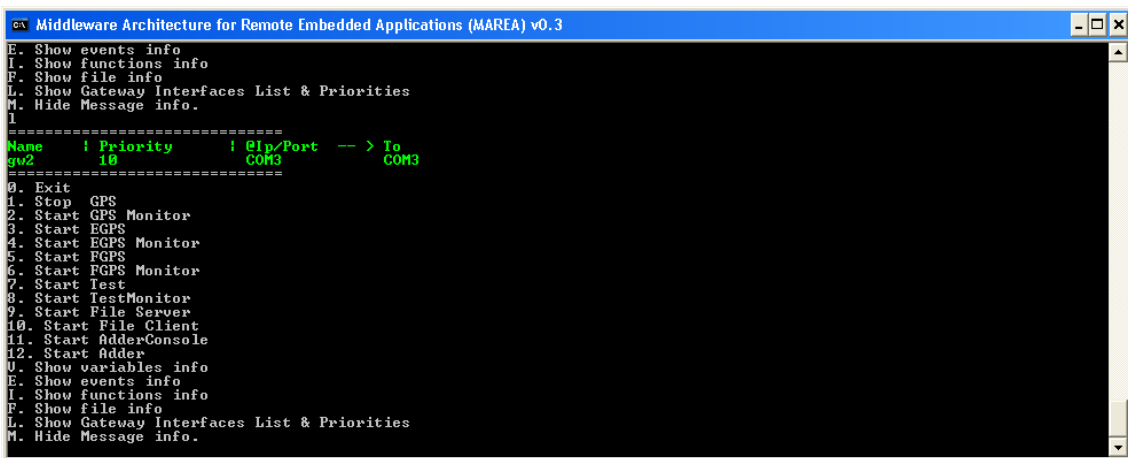 Middleware Architecture for Remote Embedded Applications (MAREA) v0.3
E. Show events info
I. Show functions info
F. Show file info
L. Show Gateway Interfaces List & Priorities
M. Hide Message info.
l
==============================
Name | Priority | @Ip/Port -- > To
gw2 10 COM3 COM3
==============================
0. Exit
1. Stop GPS
2. Start GPS Monitor
3. Start EGPS
4. Start EGPS Monitor
5. Start FGPS
6. Start FGPS Monitor
7. Start Test
8. Start TestMonitor
9. Start File Server
10. Start File Client
11. Start AdderConsole
12. Start Adder
V. Show variables info
E. Show events info
I. Show functions info
F. Show file info
L. Show Gateway Interfaces List & Priorities
M. Hide Message info.